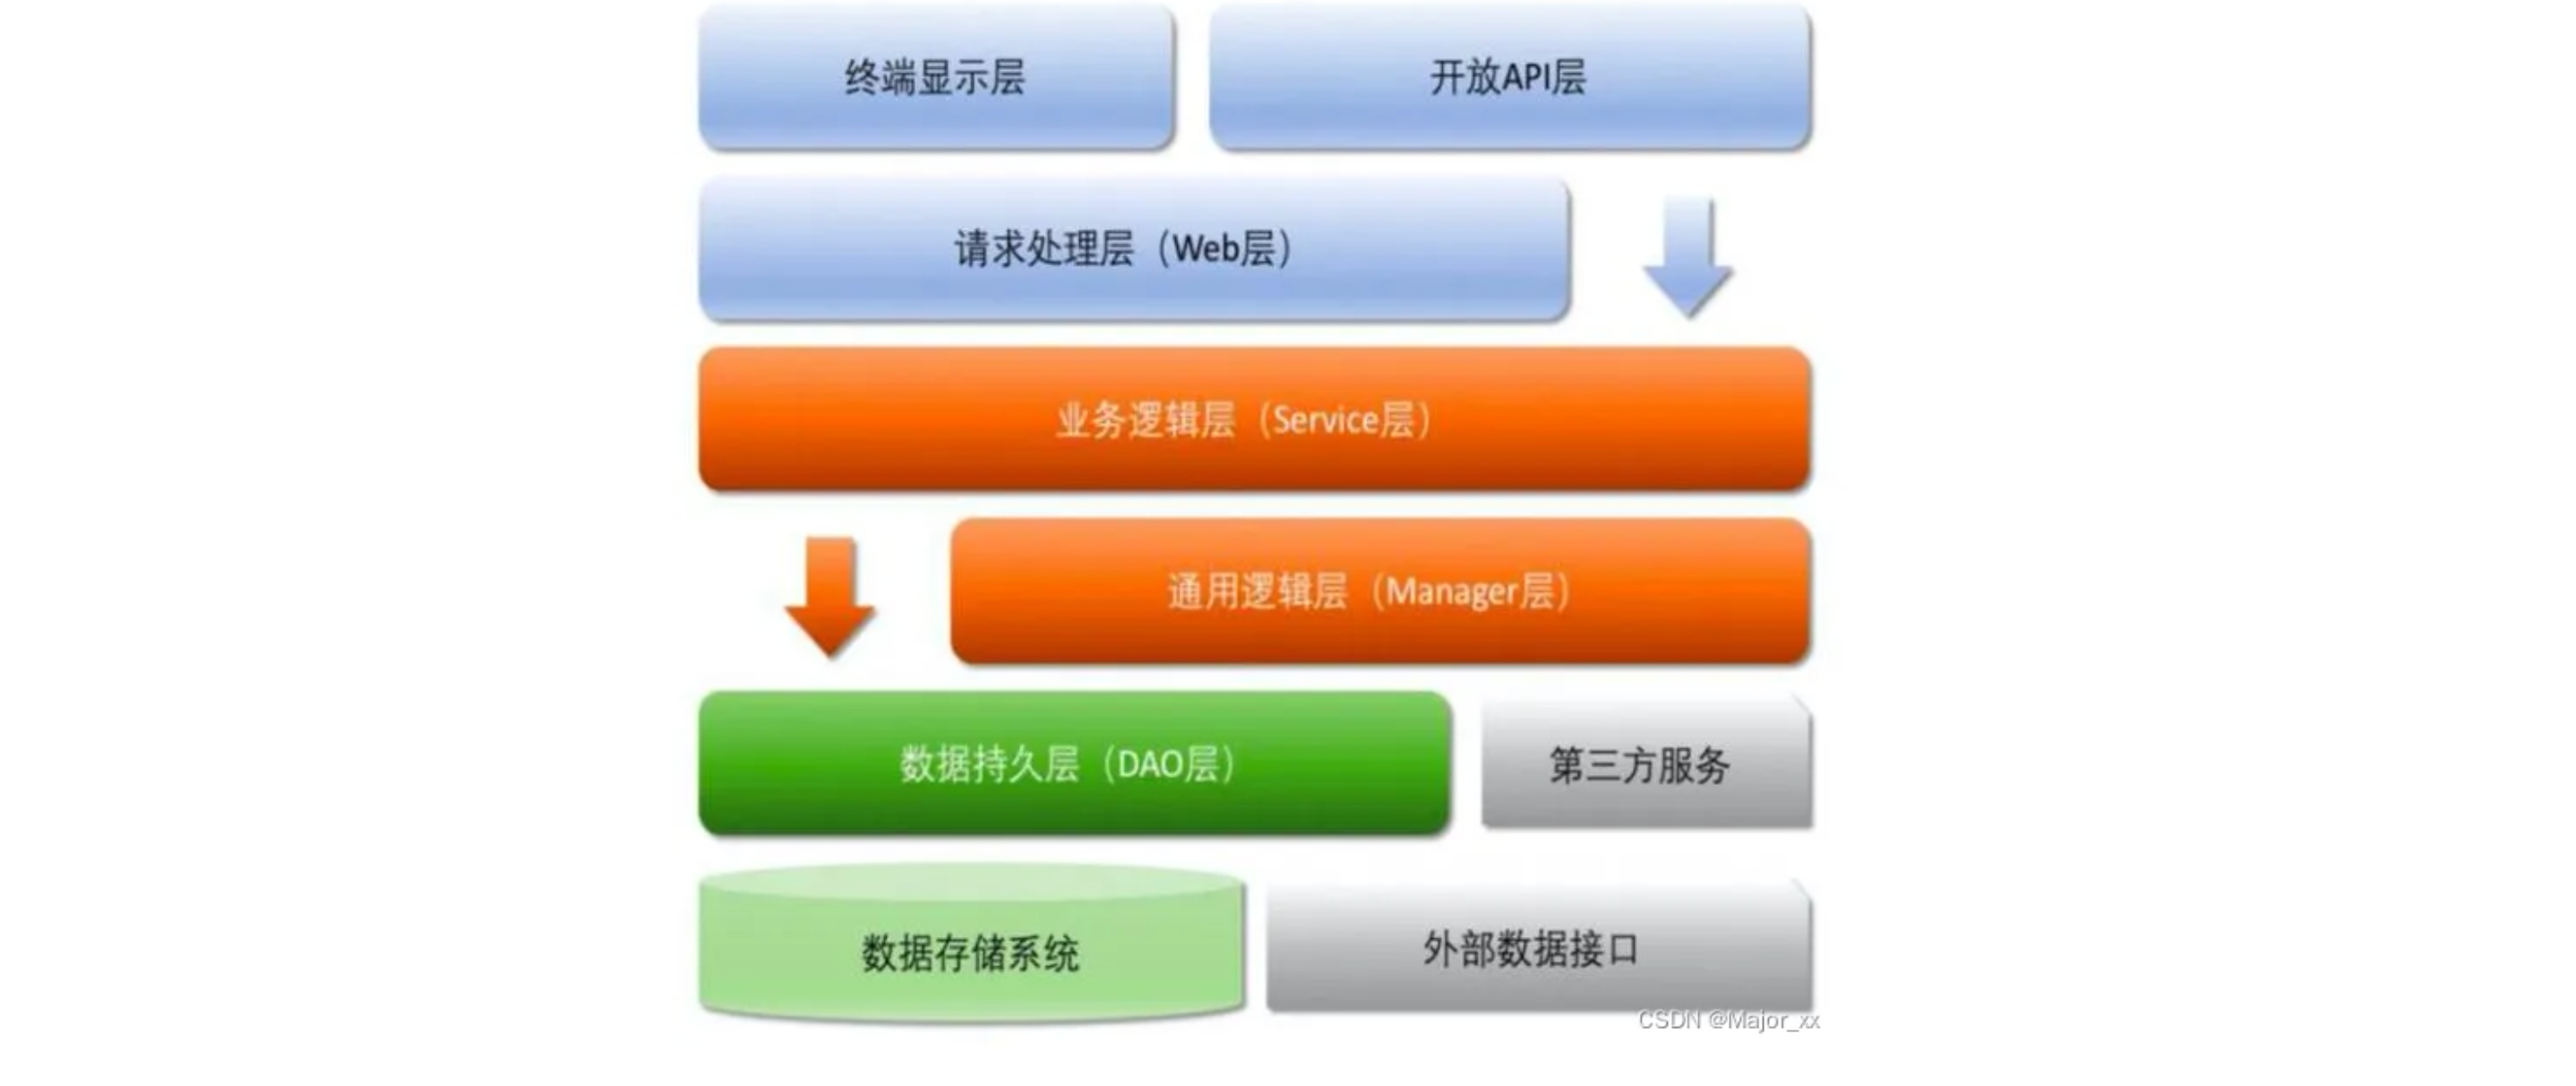 终端显示层
开放API层
请求处理层（Web层）
业务逻辑层（Service层）
通用逻辑层（Manager层）
数据持久层（DAO层）
第三方服务
数据存储系统
外部数据接口
CSDN @Major_xx